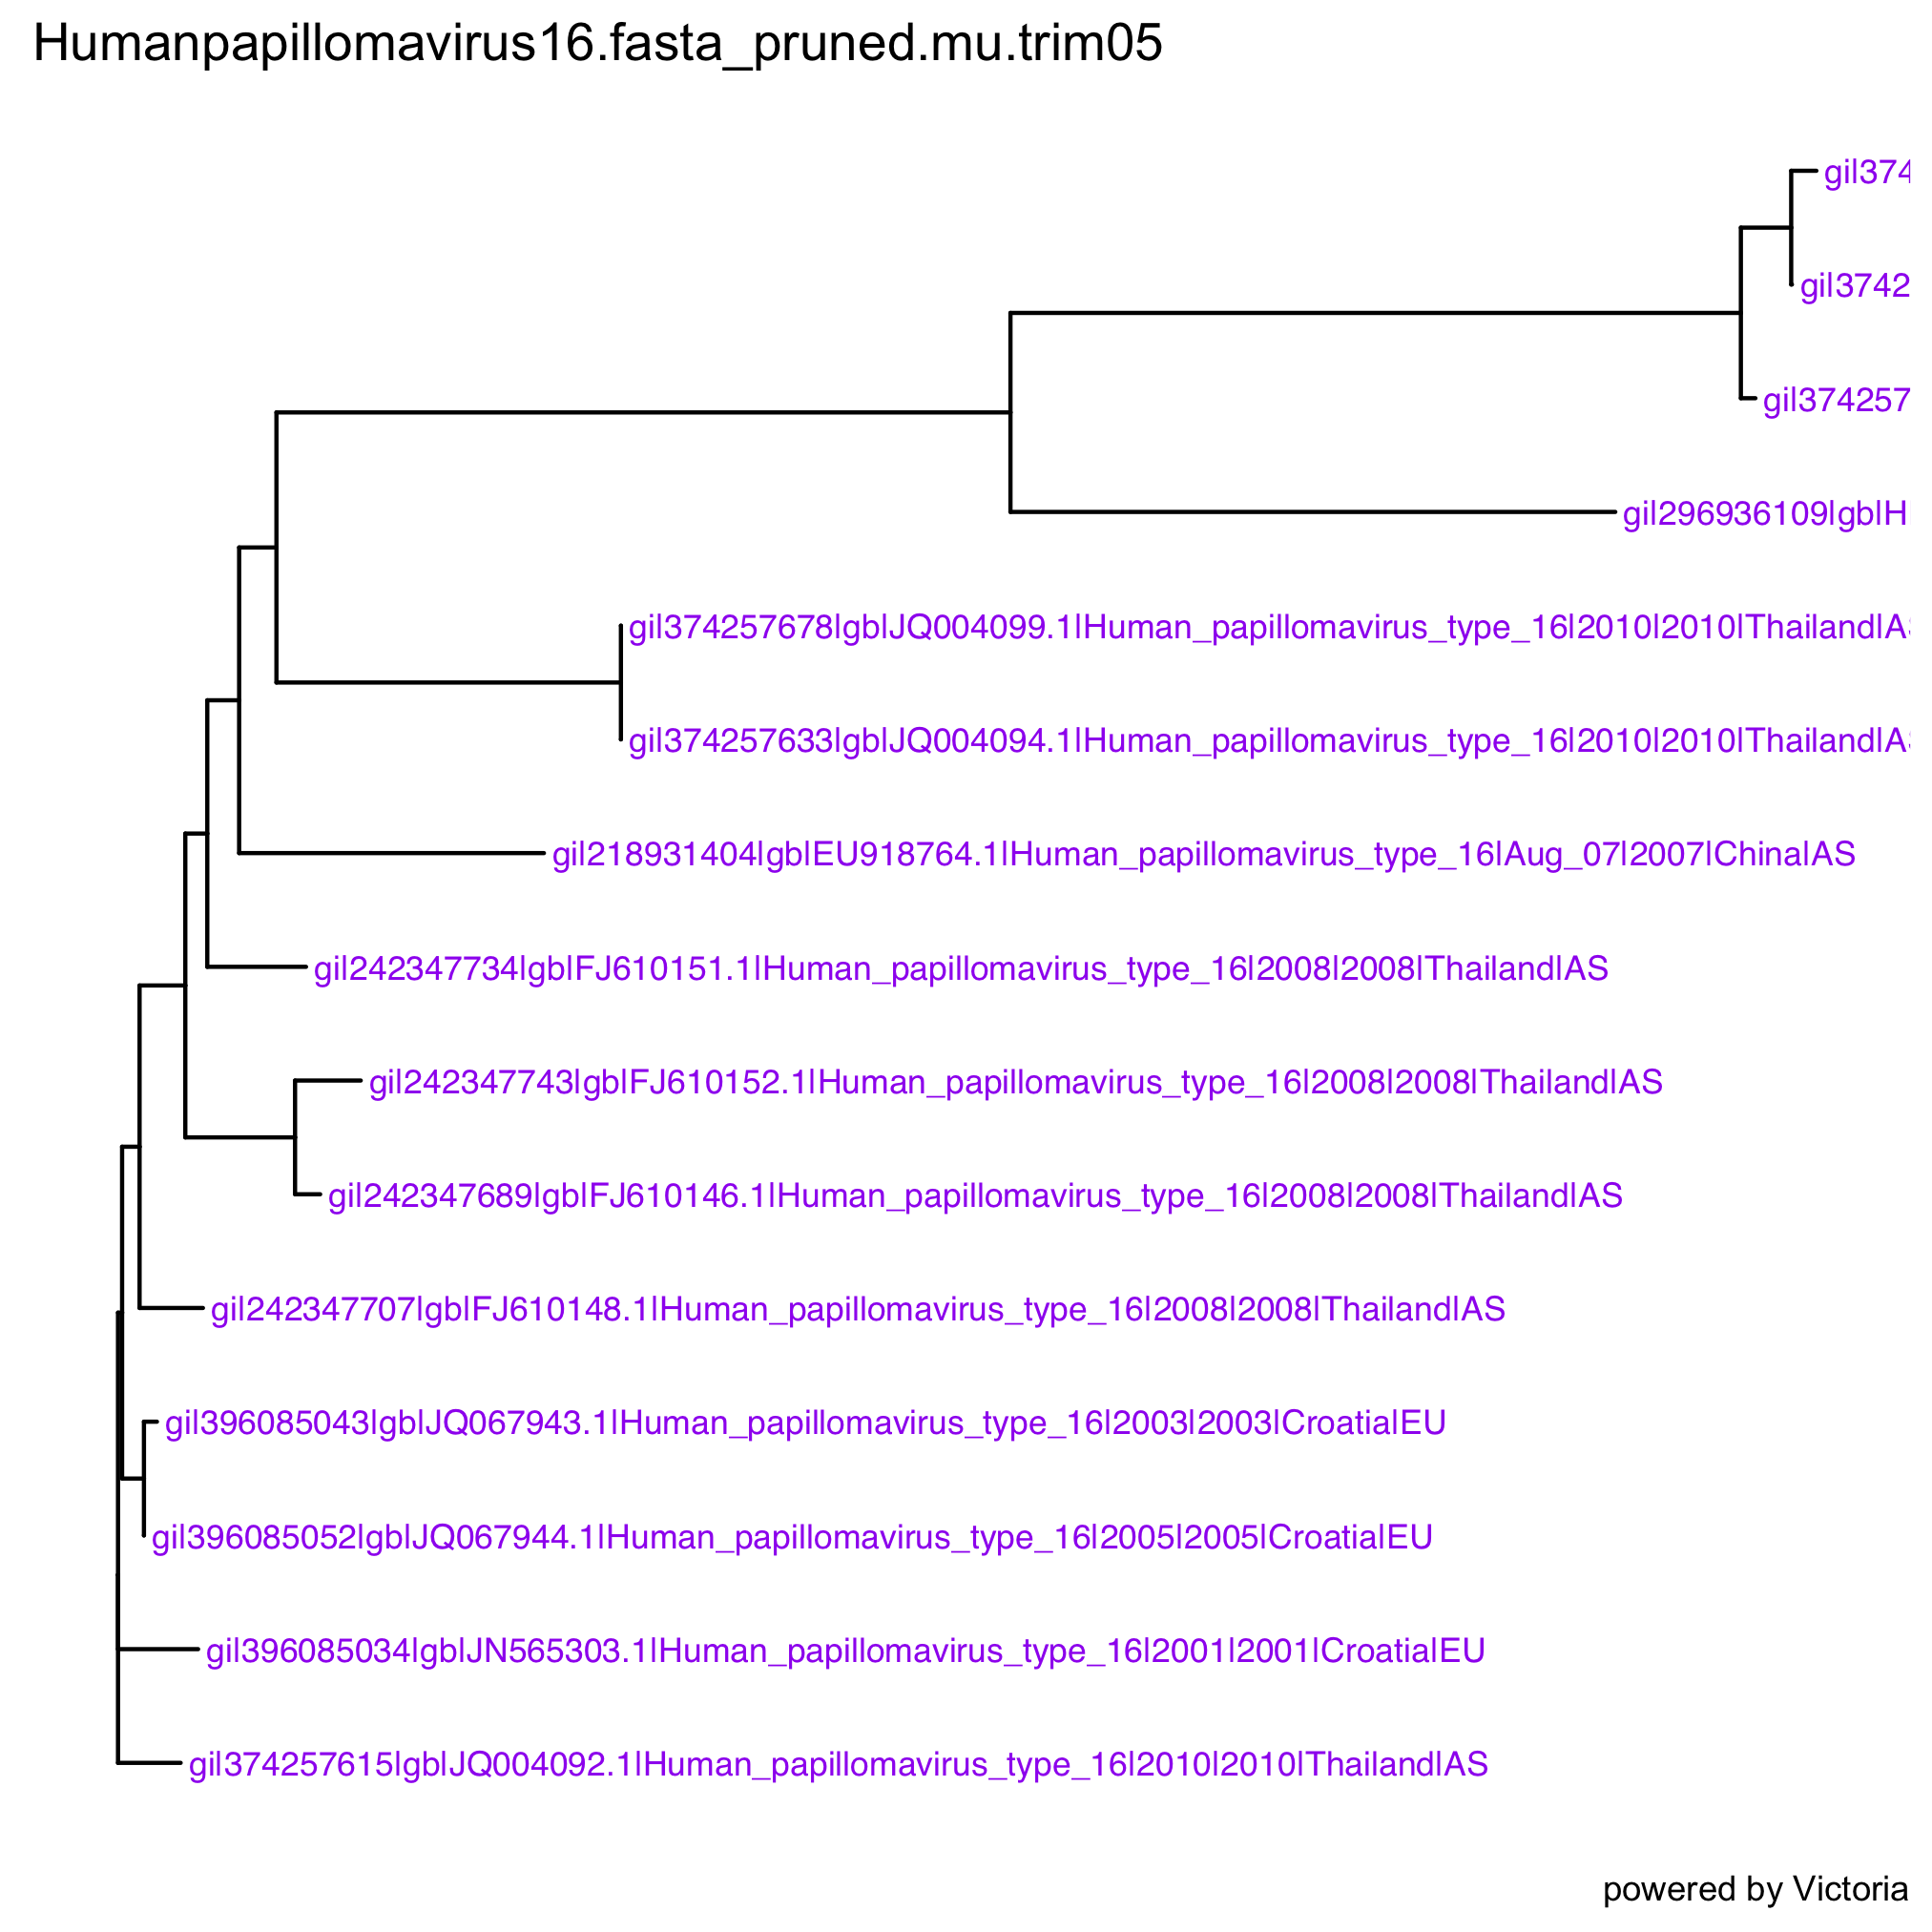 Humanpapillomavirus16.fasta_pruned.mu.trim05
gi|374
gi|3742
gi|374257
gi|296936109|gb|H
gi|374257678|gb|JQ004099.1|Human_papillomavirus_type_16|2010|2010|Thailand|AS
gi|374257633|gb|JQ004094.1|Human_papillomavirus_type_16|2010|2010|Thailand|AS
gi|218931404|gb|EU918764.1|Human_papillomavirus_type_16|Aug_07|2007|China|AS
gi|242347734|gb|FJ610151.1|Human_papillomavirus_type_16|2008|2008|Thailand|AS
gi|242347743|gb|FJ610152.1|Human_papillomavirus_type_16|2008|2008|Thailand|AS
gi|242347689|gb|FJ610146.1|Human_papillomavirus_type_16|2008|2008|Thailand|AS
gi|242347707|gb|FJ610148.1|Human_papillomavirus_type_16|2008|2008|Thailand|AS
gi|396085043|gb|JQ067943.1|Human_papillomavirus_type_16|2003|2003|Croatia|EU
gi|396085052|gb|JQ067944.1|Human_papillomavirus_type_16|2005|2005|Croatia|EU
gi|396085034|gb|JN565303.1|Human_papillomavirus_type_16|2001|2001|Croatia|EU
gi|374257615|gb|JQ004092.1|Human_papillomavirus_type_16|2010|2010|Thailand|AS
powered by Victoria